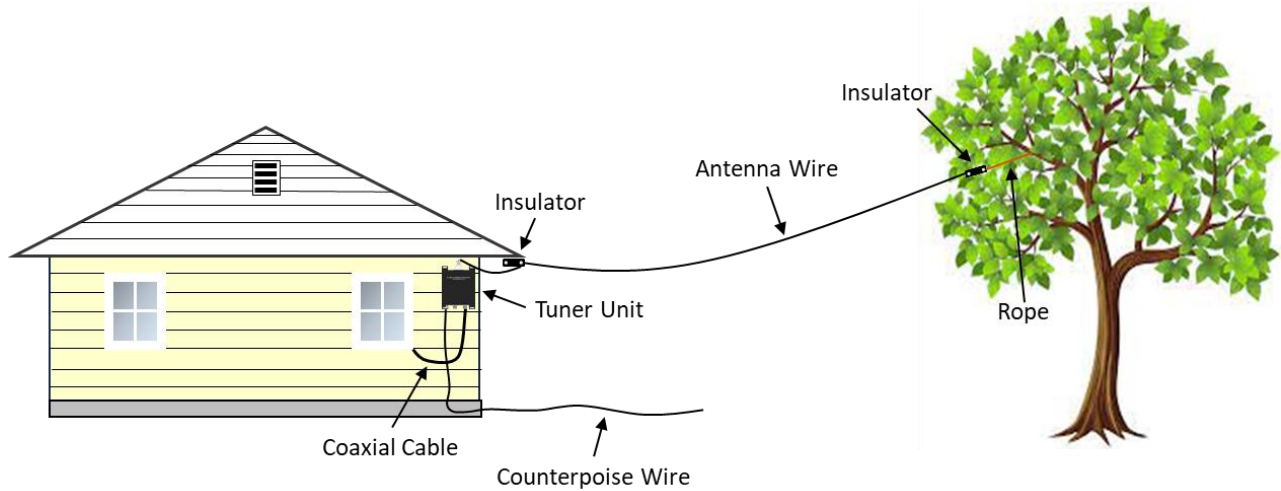 Insulator
Antenna Wire
Insulator
Tuner Unit
Rope
Coaxial Cable
Counterpoise Wire